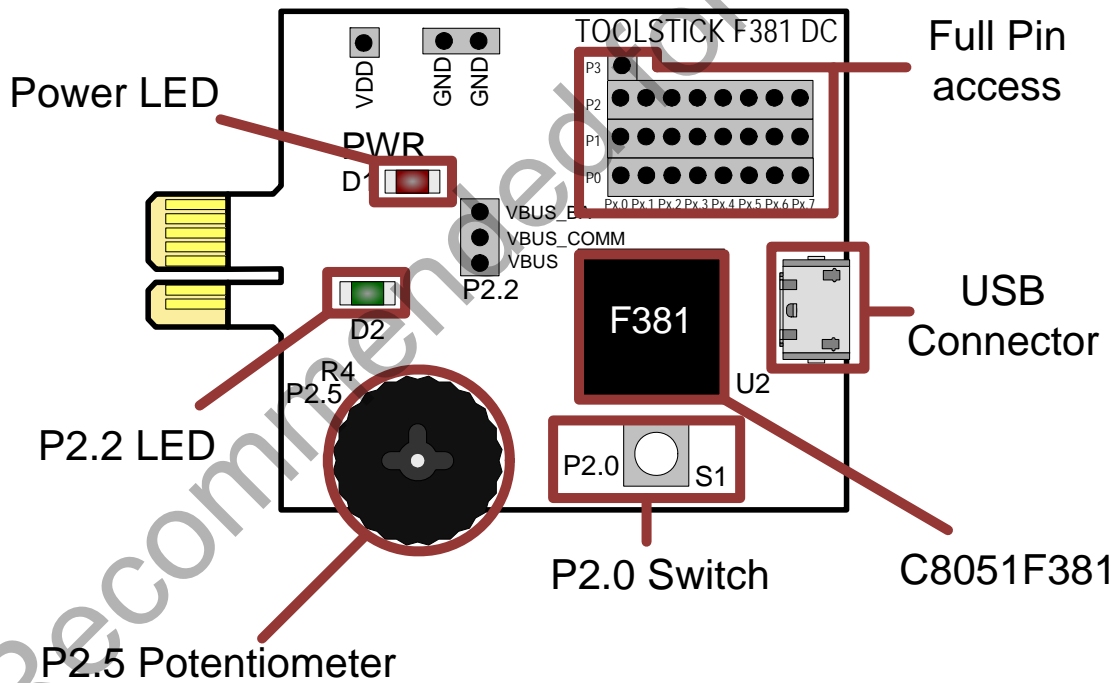 TOOLSTICK F381 DC
Full Pin
access
VDD
GND
GND
P3
P2
P1
P0
Px.0 Px.1 Px.2 Px.3 Px.4 Px.5 Px.6 Px.7
Power LED
PWR
D1
VBUS_COMM
VBUS
P2.2
D2
F381
U2
USB
Connector
R4
P2.5
P2.2 LED
P2.0
S1
P2.0 Switch
C8051F381
P2.5 Potentiometer
Recommended for